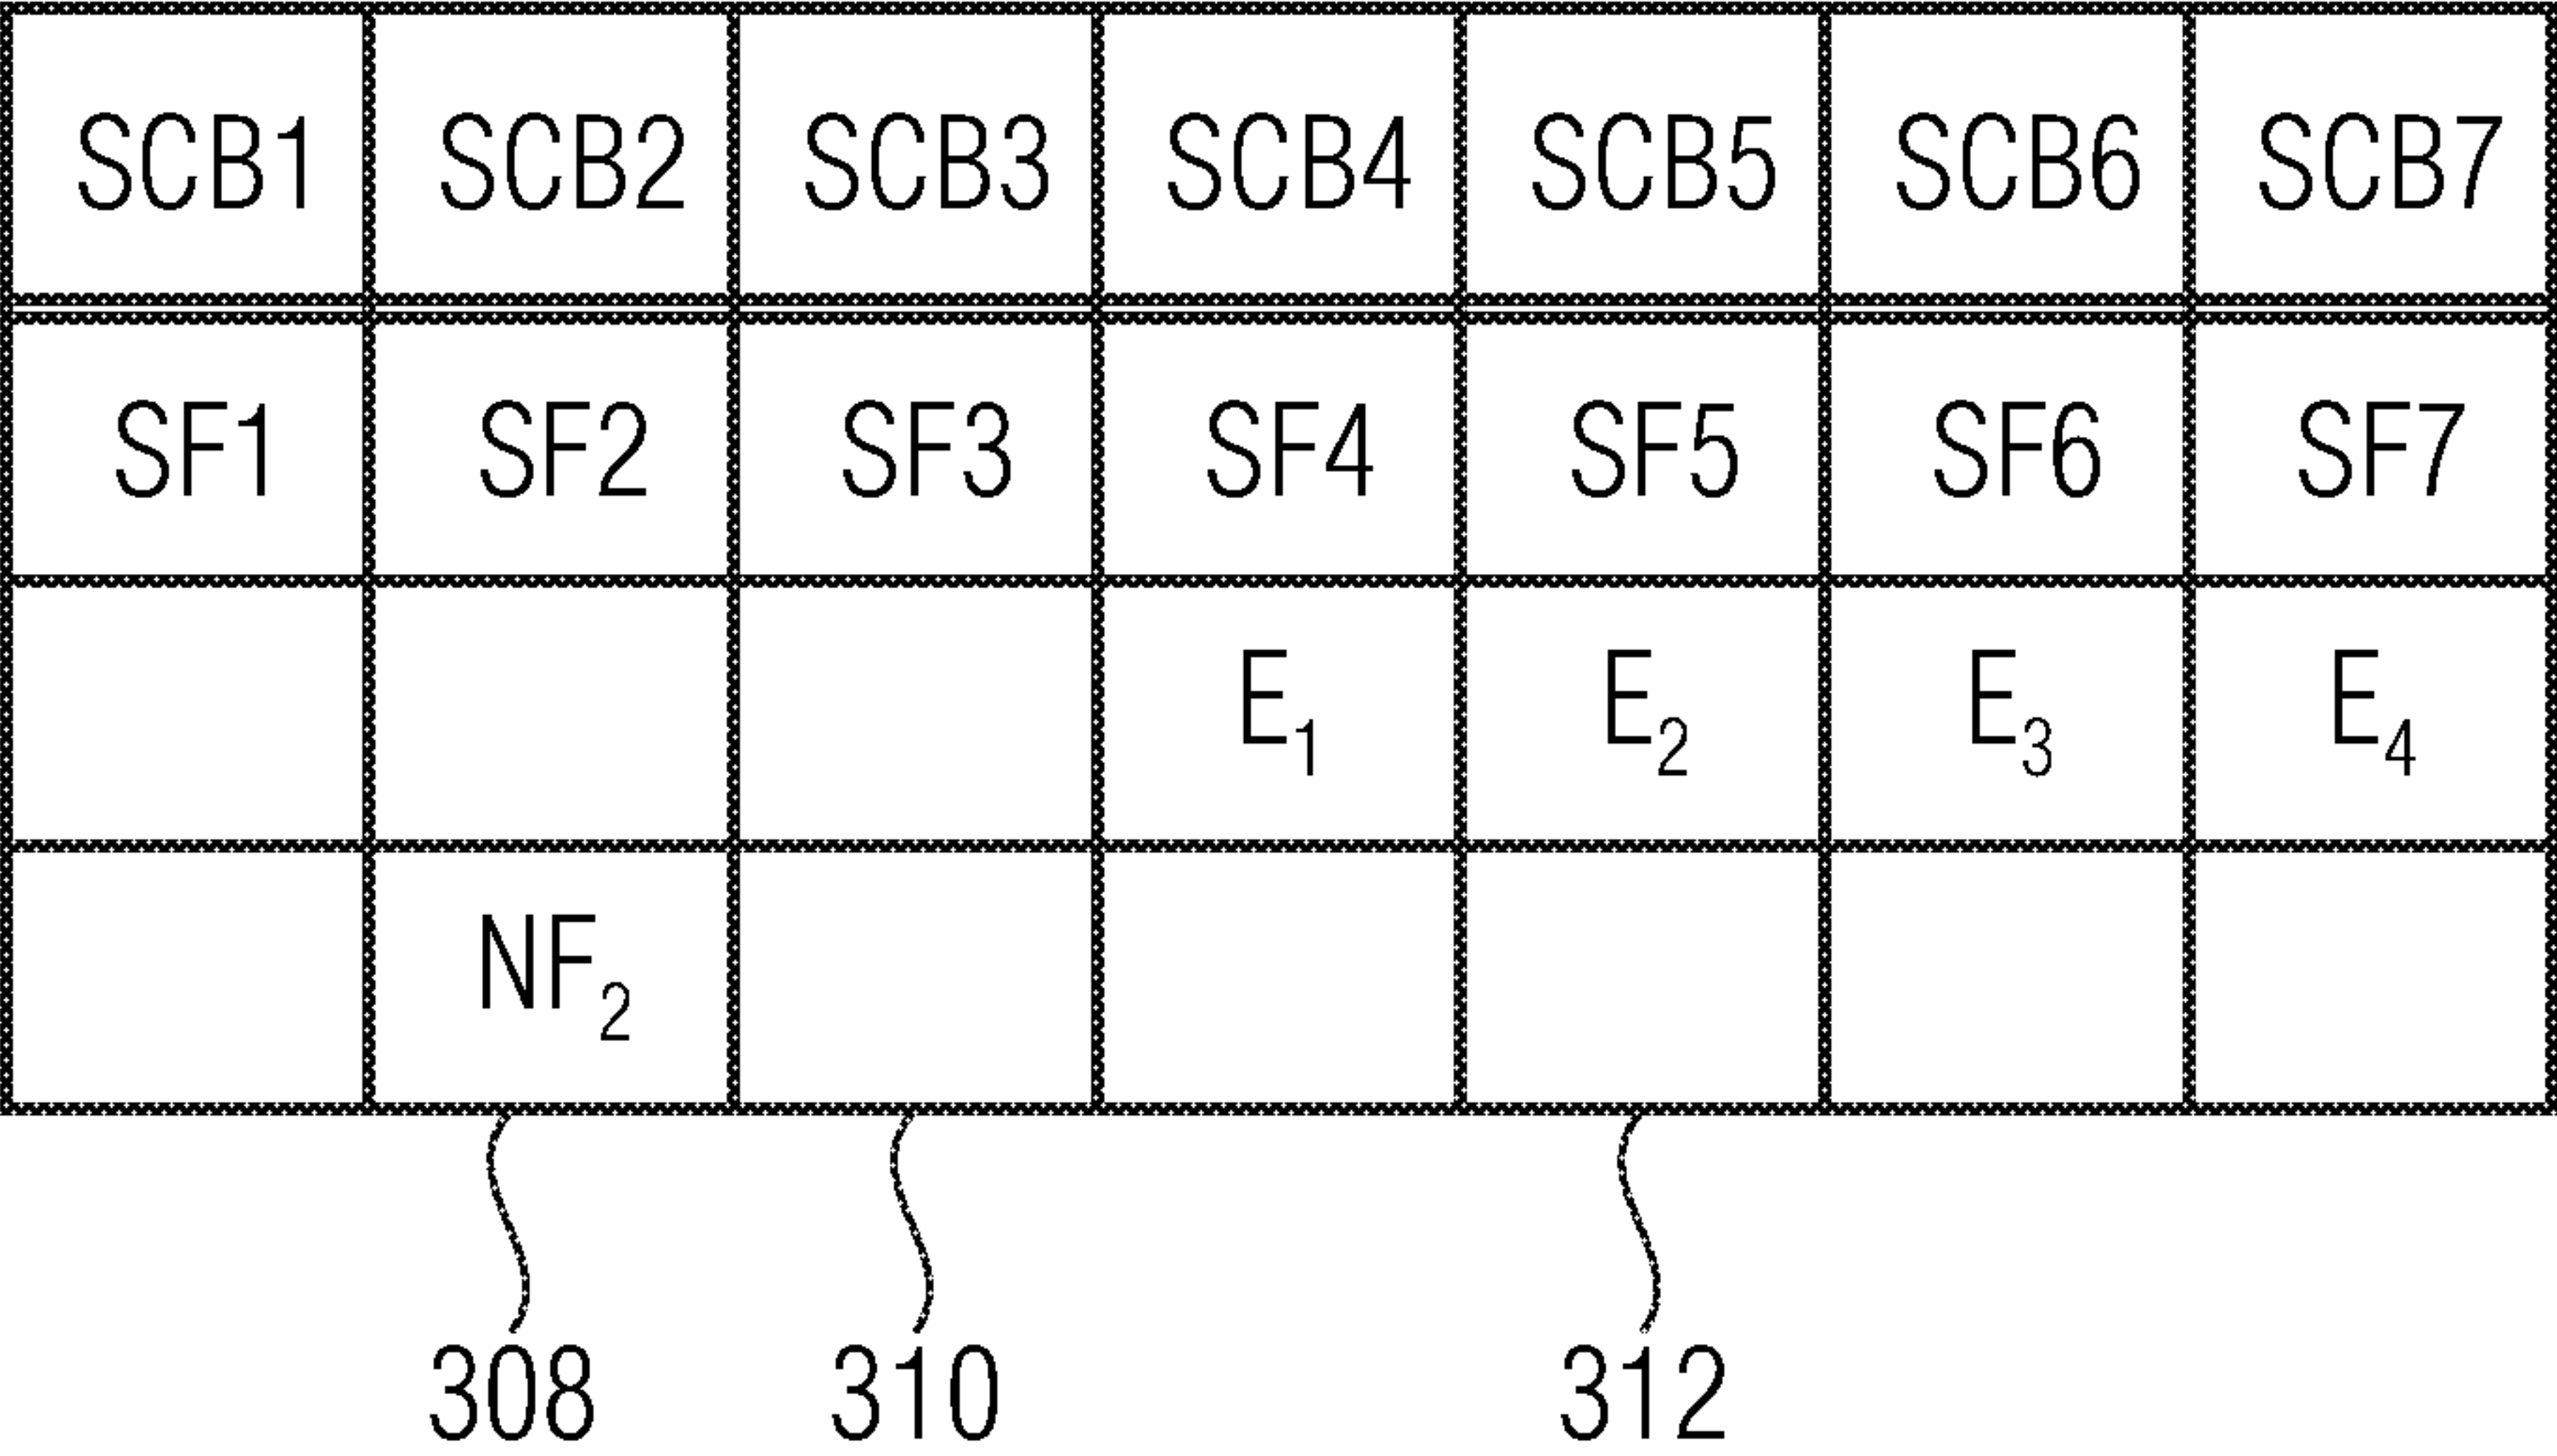 SCB1 SCB2 SCB3 SCB4 SCB5 SCB6 SCB7
SF1 SF2 SF3 SF4 SF5 SF6 SF7
E₁ E₂ E₃ E₄
NF₂
308 310 312